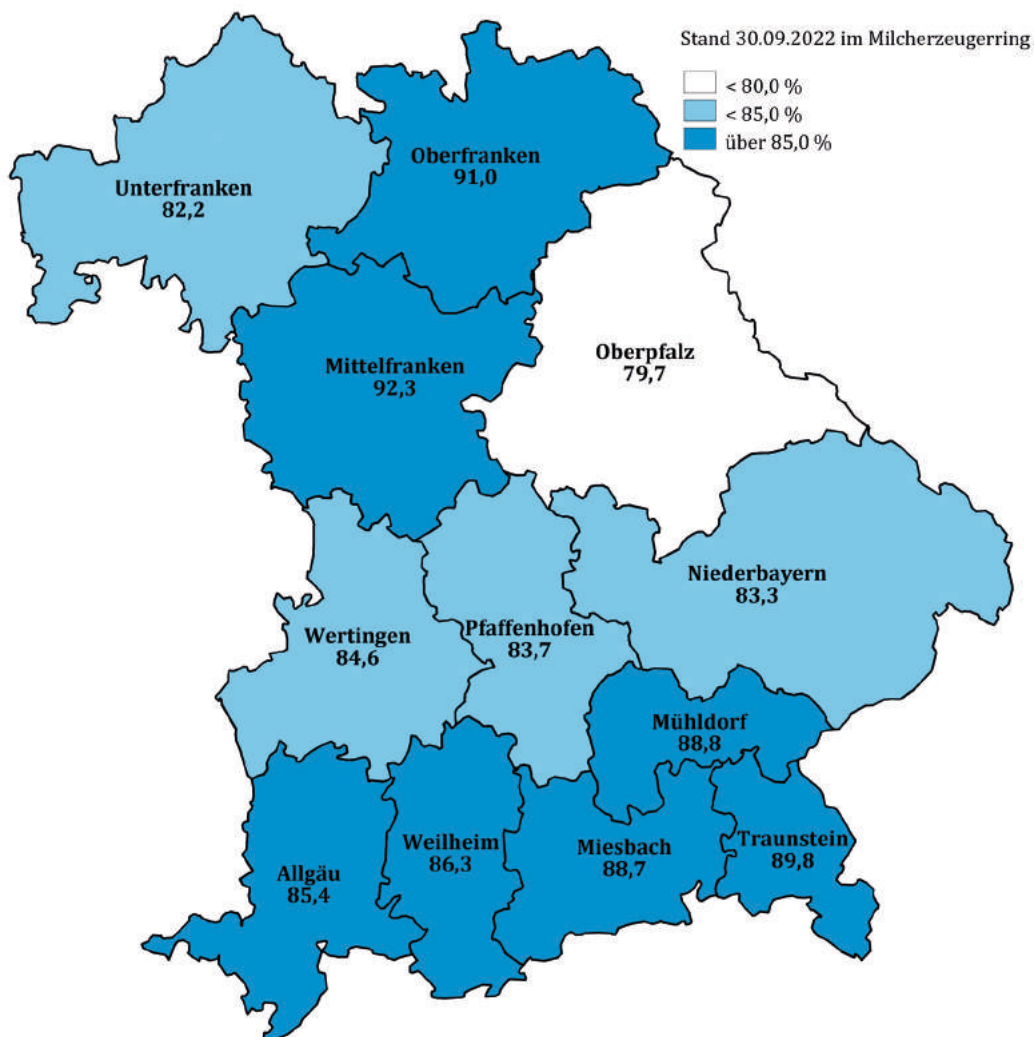 Stand 30.09.2022 im Milcherzeugerring
< 80,0 %
< 85,0 %
über 85,0 %
Oberfranken
91,0
Unterfranken
82,2
Oberpfalz
79,7
Mittelfranken
92,3
Niederbayern
83,3
Pfaffenhofen
83,7
Wertingen
84,6
Mühldorf
88,8
Traunstein
89,8
Miesbach
88,7
Weilheim
86,3
Allgäu
85,4